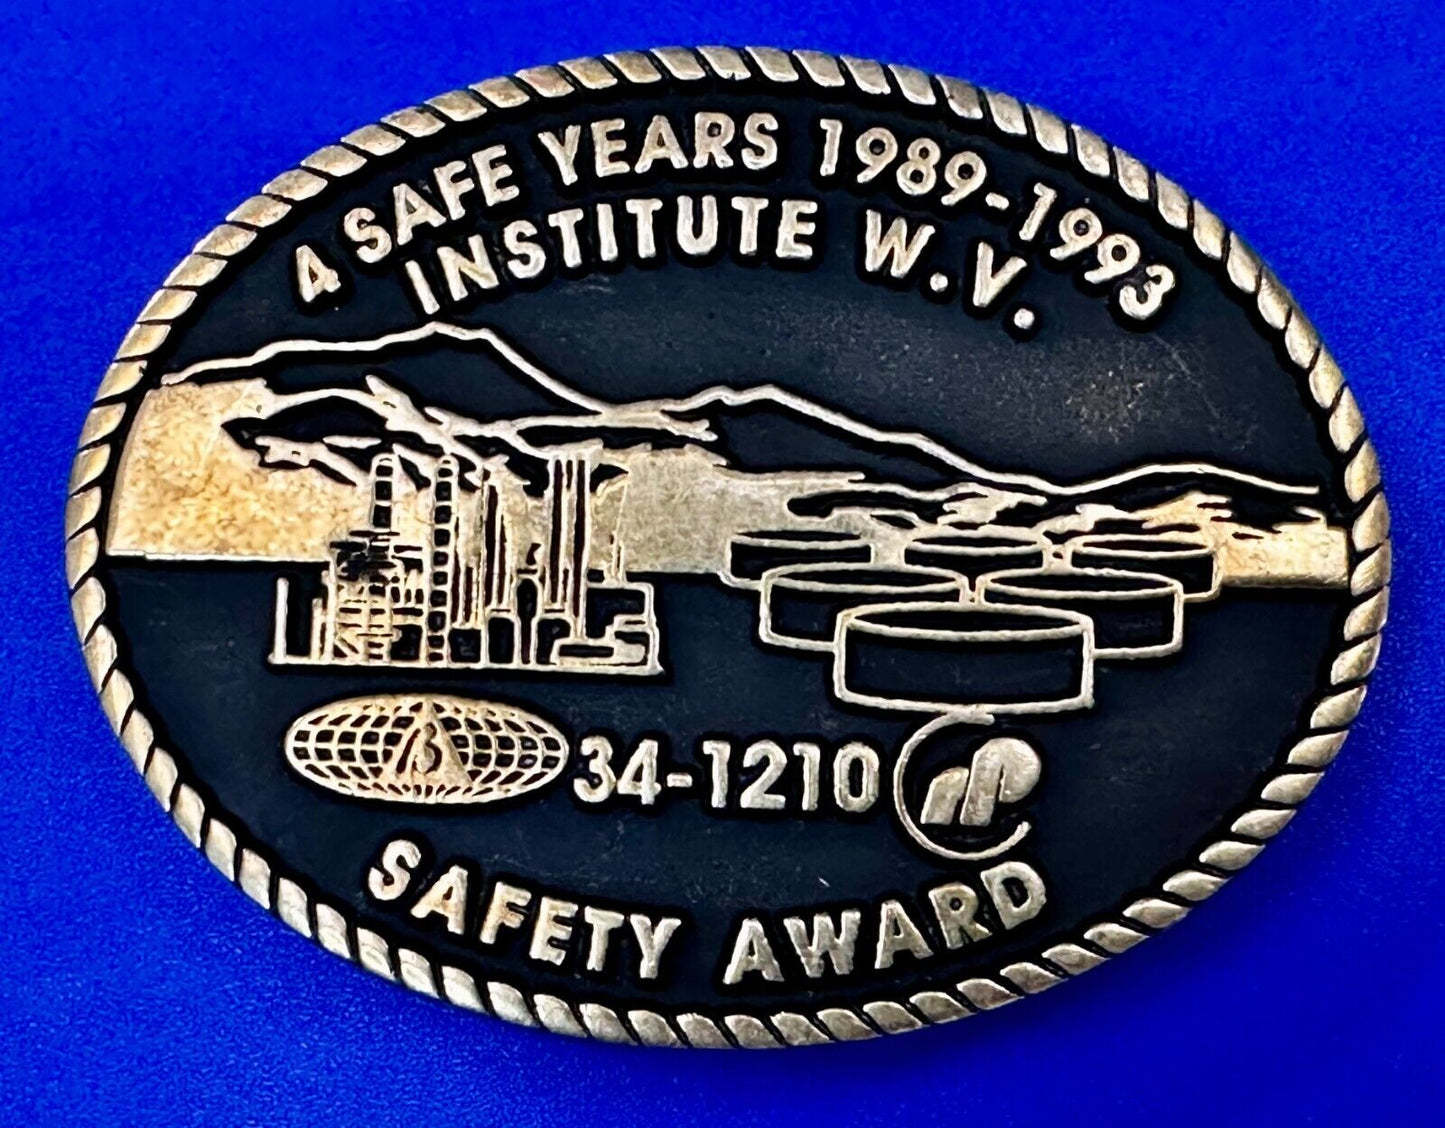 4 SAFE YEARS 1989-1993
INSTITUTE W.V.
34-1210
SAFETY AWARD